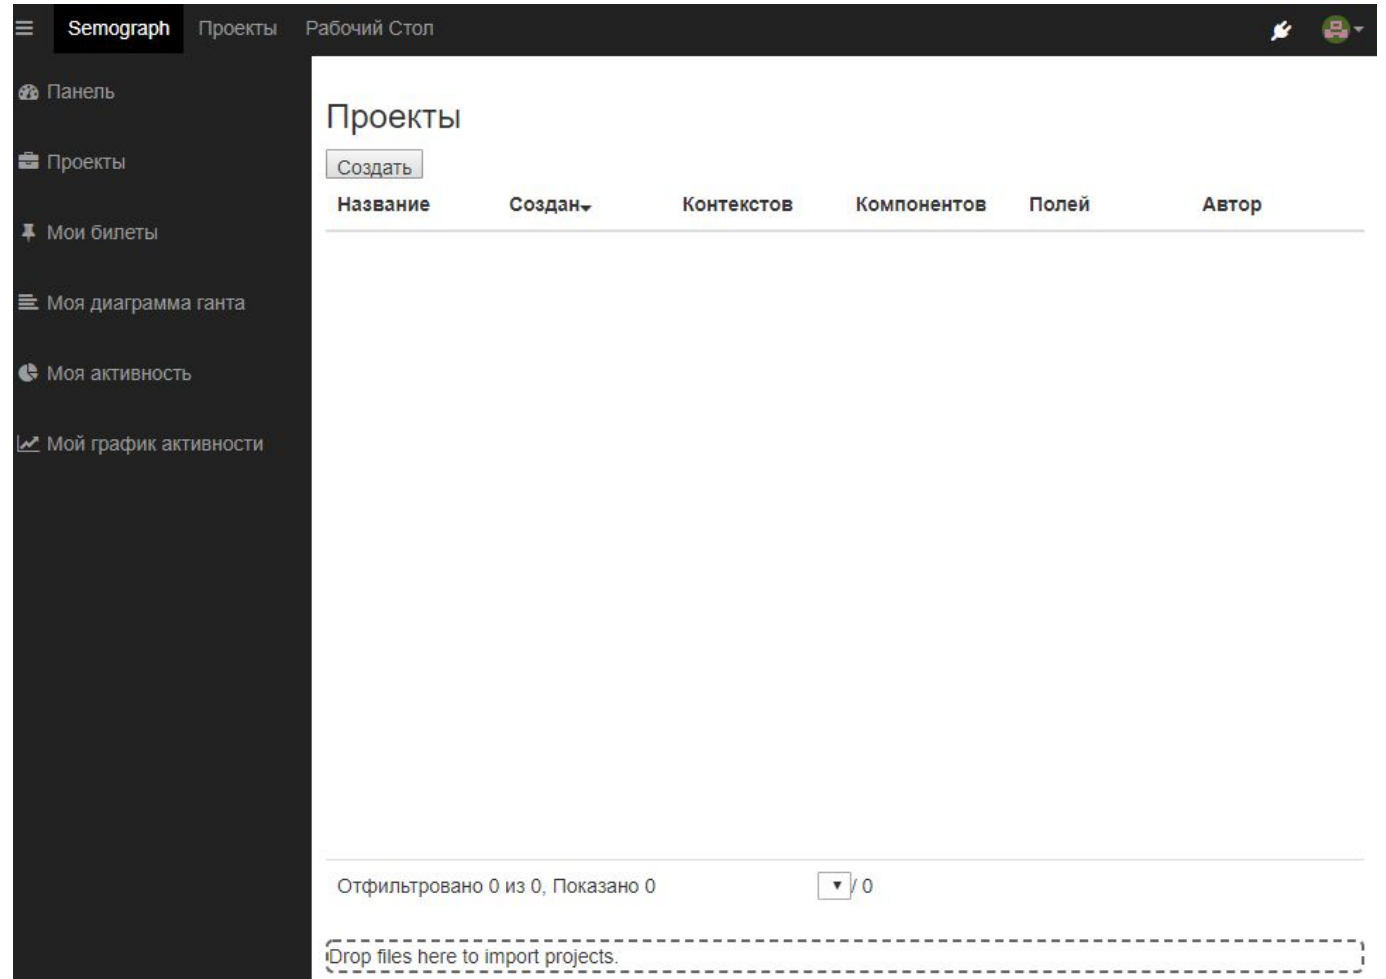 Semograph Проекты Рабочий Стол
Панель
Проекты
Мои билеты
Моя диаграмма ганта
Моя активность
Мой график активности
Проекты
Создать
Название Создан Контекстов Компонентов Полей Автор
Отфильтровано 0 из 0, Показано 0 / 0
Drop files here to import projects.